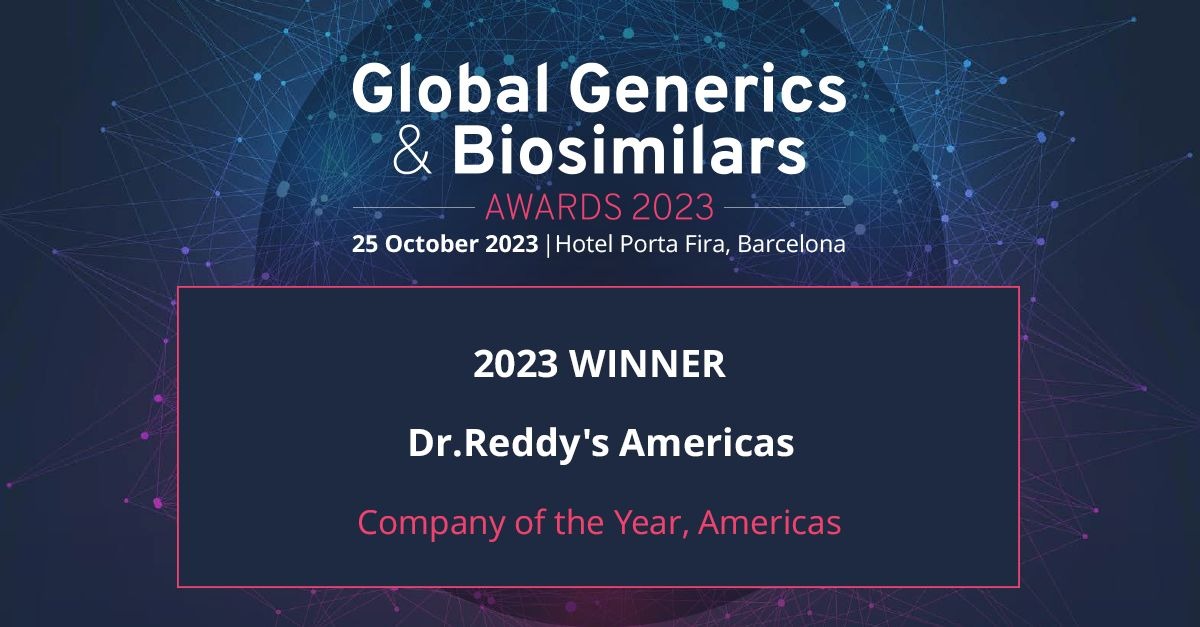 Global Generics
& Biosimilars
AWARDS 2023
25 October 2023 | Hotel Porta Fira, Barcelona
2023 WINNER
Dr.Reddy's Americas
Company of the Year, Americas